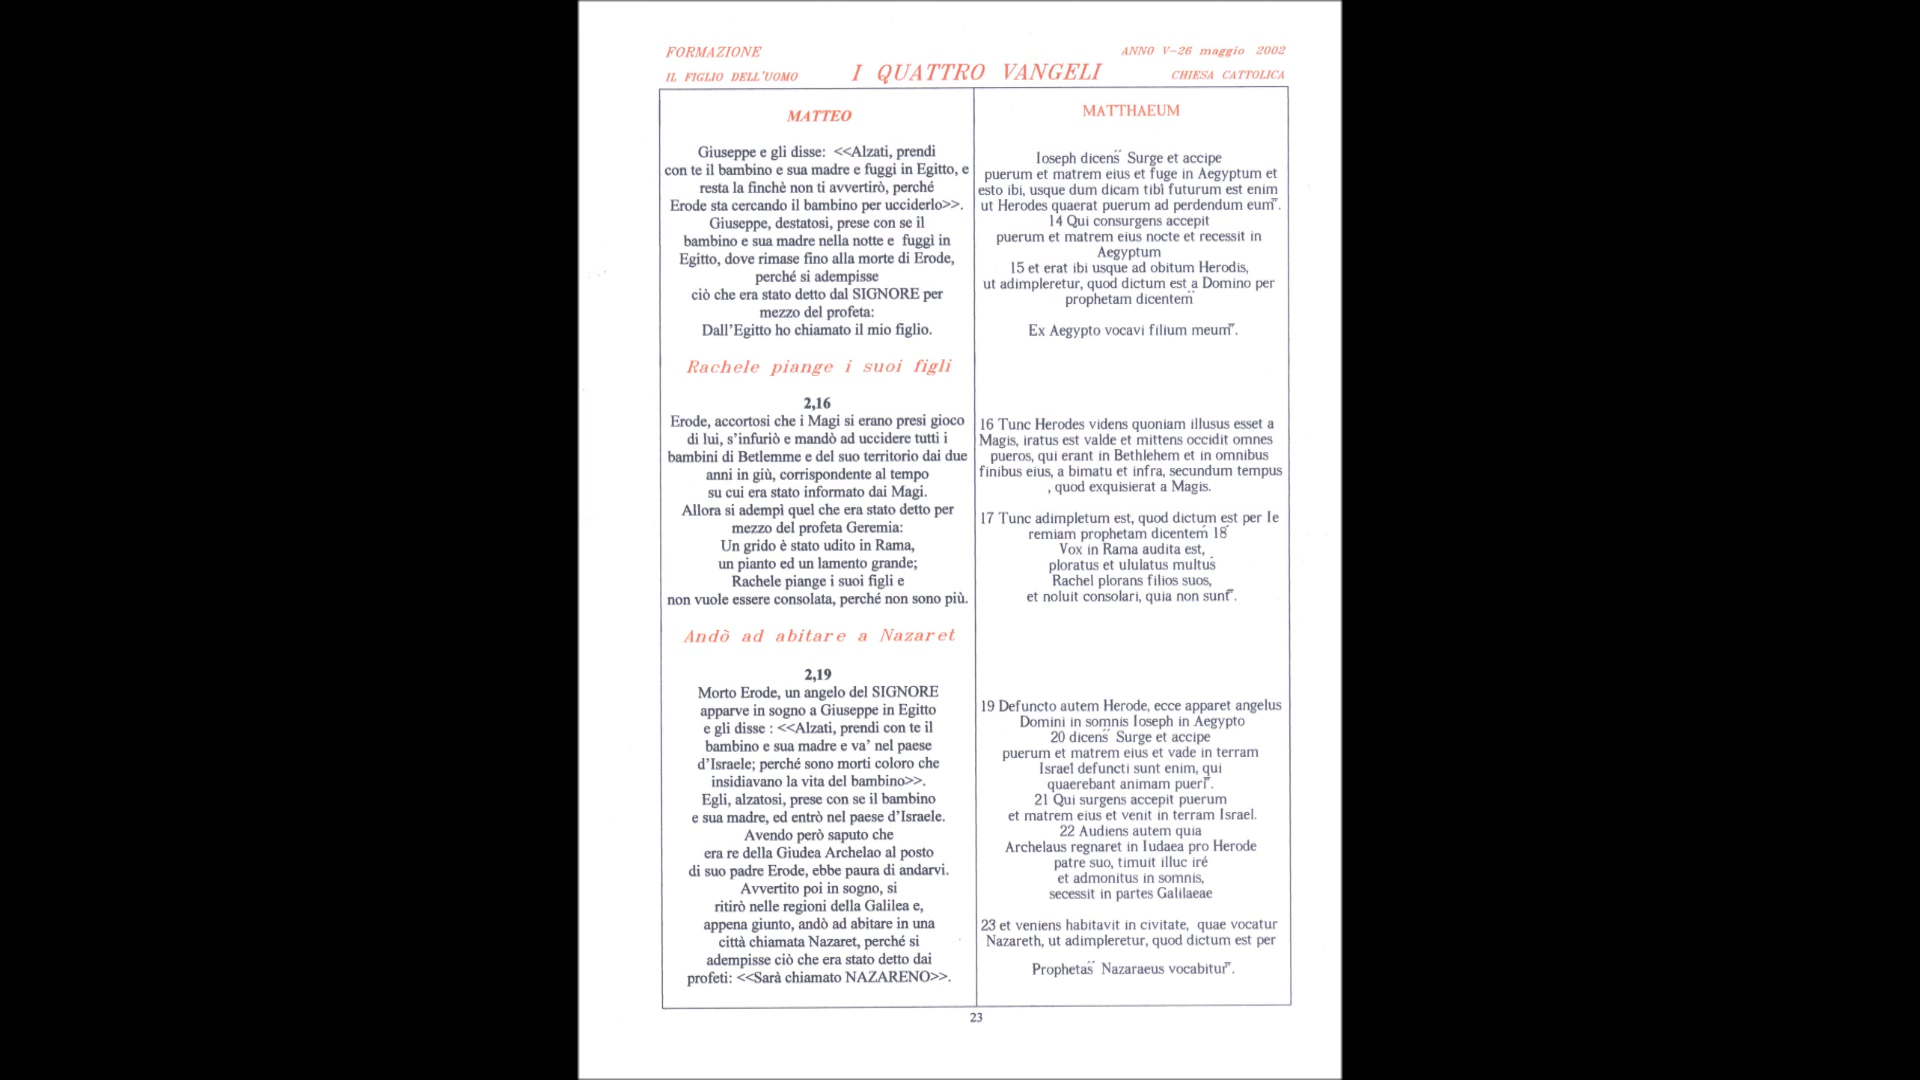 FORMAZIONE
ANNO V-26 maggio 2002
IL FIGLIO DELL'UOMO
I QUATTRO VANGELI
CHIESA CATTOLICA
MATTEO
Giuseppe e gli disse: <<Alzati, prendi
con te il bambino e sua madre e fuggi in Egitto, e
resta la finchè non ti avvertirò, perché
Erode sta cercando il bambino per ucciderlo>>.
Giuseppe, destatosi, prese con se il
bambino e sua madre nella notte e fuggì in
Egitto, dove rimase fino alla morte di Erode,
perché si adempisse
ciò che era stato detto dal SIGNORE per
mezzo del profeta:
Dall'Egitto ho chiamato il mio figlio.
Rachele piange i suoi figli
2,16
Erode, accortosi che i Magi si erano presi gioco
di lui, s'infuriò e mandò ad uccidere tutti i
bambini di Betlemme e del suo territorio dai due
anni in giù, corrispondente al tempo
su cui era stato informato dai Magi.
Allora si adempì quel che era stato detto per
mezzo del profeta Geremia:
Un grido è stato udito in Rama,
un pianto ed un lamento grande;
Rachele piange i suoi figli e
non vuole essere consolata, perché non sono più.
Andò ad abitare a Nazaret
2,19
Morto Erode, un angelo del SIGNORE
apparve in sogno a Giuseppe in Egitto
e gli disse : <<Alzati, prendi con te il
bambino e sua madre e va' nel paese
d'Israele; perché sono morti coloro che
insidiavano la vita del bambino>>.
Egli, alzatosi, prese con se il bambino
e sua madre, ed entrò nel paese d'Israele.
Avendo però saputo che
era re della Giudea Archelao al posto
di suo padre Erode, ebbe paura di andarvi.
Avvertito poi in sogno, si
ritirò nelle regioni della Galilea e,
appena giunto, andò ad abitare in una
città chiamata Nazaret, perché si
adempisse ciò che era stato detto dai
profeti: <<Sarà chiamato NAZARENO>>.
MATTHAEUM
Ioseph dicens˝ Surge et accipe
puerum et matrem eius et fuge in Aegyptum et
esto ibi, usque dum dicam tibi futurum est enim
ut Herodes quaerat puerum ad perdendum eum˝.
14 Qui consurgens accepit
puerum et matrem eius nocte et recessit in
Aegyptum
15 et erat ibi usque ad obitum Herodis,
ut adimpleretur, quod dictum est a Domino per
prophetam dicentem˝
Ex Aegypto vocavi filium meum˝.
16 Tunc Herodes videns quoniam illusus esset a
Magis, iratus est valde et mittens occidit omnes
pueros, qui erant in Bethlehem et in omnibus
finibus eius, a bimatu et infra, secundum tempus
, quod exquisierat a Magis.
17 Tunc adimpletum est, quod dictum est per Ie
remiam prophetam dicentem 18
Vox in Rama audita est,
ploratus et ululatus multus
Rachel plorans filios suos,
et noluit consolari, quia non sunt˝.
19 Defuncto autem Herode, ecce apparet angelus
Domini in somnis Ioseph in Aegypto
20 dicens˝ Surge et accipe
puerum et matrem eius et vade in terram
Israel defuncti sunt enim, qui
quaerebant animam pueri˝.
21 Qui surgens accepit puerum
et matrem eius et venit in terram Israel.
22 Audiens autem quia
Archelaus regnaret in Iudaea pro Herode
patre suo, timuit illuc iré
et admonitus in somnis,
secessit in partes Galilaeae
23 et veniens habitavit in civitate, quae vocatur
Nazareth, ut adimpleretur, quod dictum est per
Prophetas˝ Nazaraeus vocabitur˝.
23